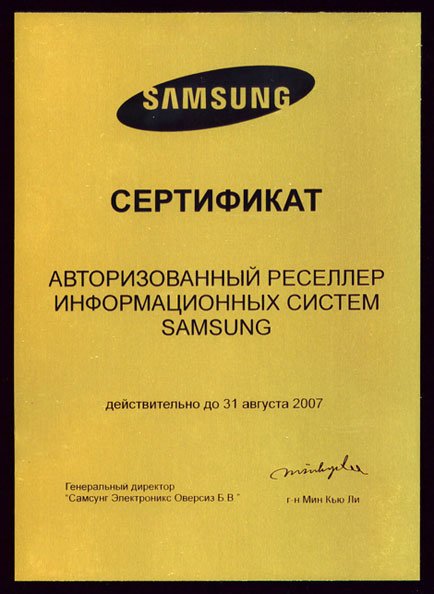 SAMSUNG
СЕРТИФИКАТ
АВТОРИЗОВАННЫЙ РЕСЕЛЛЕР
ИНФОРМАЦИОННЫХ СИСТЕМ
SAMSUNG
действительно до 31 августа 2007
Генеральный директор
"Самсунг Электроникс Оверсиз Б.В."
г-н Мин Кью Ли